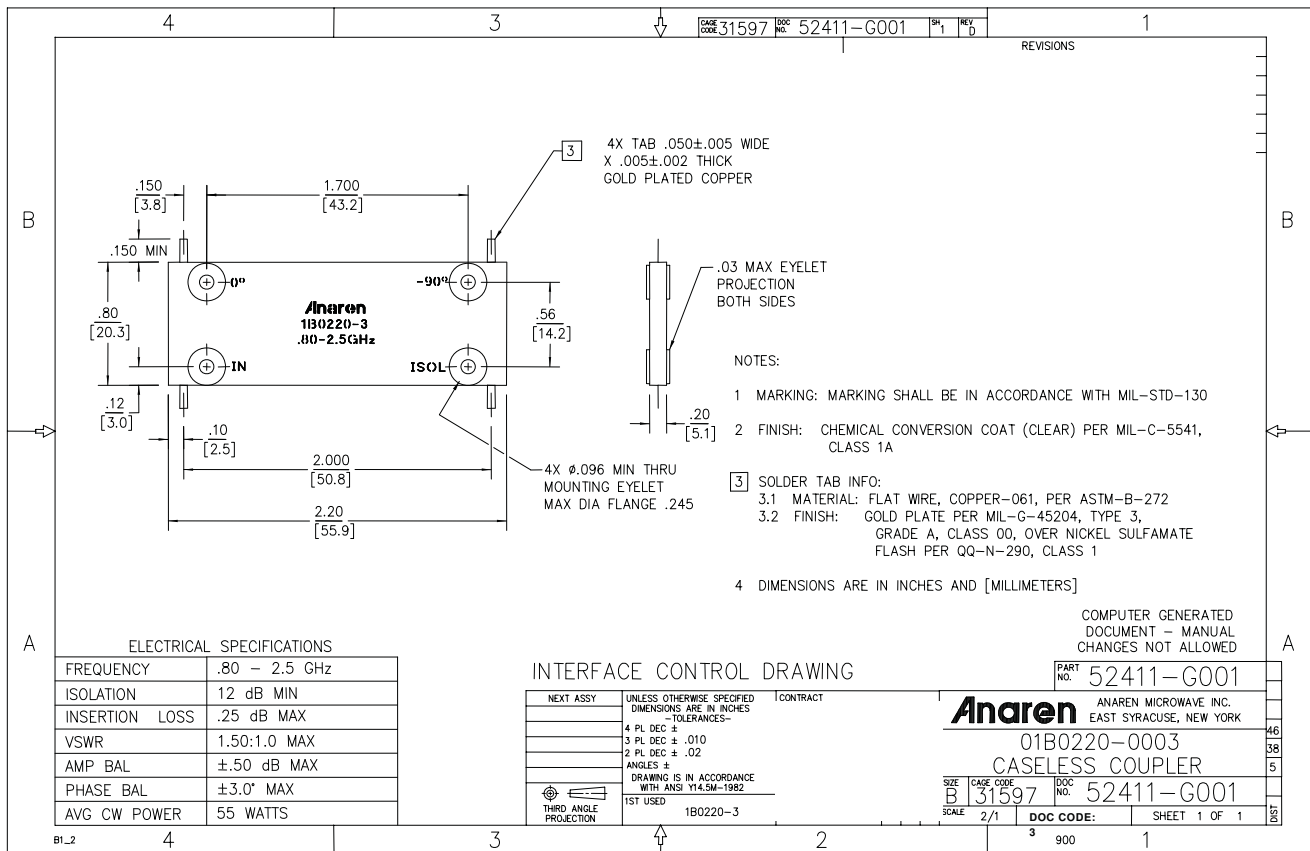 4 3 1
CAGE CODE 31597 DOC NO. 52411-G001 SH 1 REV D
REVISIONS
B B
3 4X TAB .050±.005 WIDE
X .005±.002 THICK
GOLD PLATED COPPER
.150
[3.8]
1.700
[43.2]
.150 MIN
.03 MAX EYELET
PROJECTION
BOTH SIDES
0° -90°
.80
[20.3]
Anaren
1B0220-3
.80-2.5GHz
.56
[14.2]
IN ISOL
.12
[3.0]
.10
[2.5]
.20
[5.1]
2.000
[50.8]
2.20
[55.9]
4X ø.096 MIN THRU
MOUNTING EYELET
MAX DIA FLANGE .245
NOTES:
1 MARKING: MARKING SHALL BE IN ACCORDANCE WITH MIL-STD-130
2 FINISH: CHEMICAL CONVERSION COAT (CLEAR) PER MIL-C-5541,
CLASS 1A
3 SOLDER TAB INFO:
3.1 MATERIAL: FLAT WIRE, COPPER-061, PER ASTM-B-272
3.2 FINISH: GOLD PLATE PER MIL-G-45204, TYPE 3,
GRADE A, CLASS 00, OVER NICKEL SULFAMATE
FLASH PER QQ-N-290, CLASS 1
4 DIMENSIONS ARE IN INCHES AND [MILLIMETERS]
COMPUTER GENERATED
DOCUMENT - MANUAL
CHANGES NOT ALLOWED
A A
ELECTRICAL SPECIFICATIONS
FREQUENCY .80 - 2.5 GHz
ISOLATION 12 dB MIN
INSERTION LOSS .25 dB MAX
VSWR 1.50:1.0 MAX
AMP BAL ±.50 dB MAX
PHASE BAL ±3.0° MAX
AVG CW POWER 55 WATTS
INTERFACE CONTROL DRAWING
NEXT ASSY
UNLESS OTHERWISE SPECIFIED
DIMENSIONS ARE IN INCHES
-TOLERANCES-
4 PL DEC ±
3 PL DEC ± .010
2 PL DEC ± .02
ANGLES ±
DRAWING IS IN ACCORDANCE
WITH ANSI Y14.5M-1982
1ST USED
1B0220-3
THIRD ANGLE
PROJECTION
CONTRACT
PART NO. 52411-G001
Anaren
ANAREN MICROWAVE INC.
EAST SYRACUSE, NEW YORK
01B0220-0003
CASELESS COUPLER
SIZE B CAGE CODE 31597 DOC NO. 52411-G001
SCALE 2/1 DOC CODE: 3 900 SHEET 1 OF 1
46
38
5
DIST
B1_2
4 3 2 1